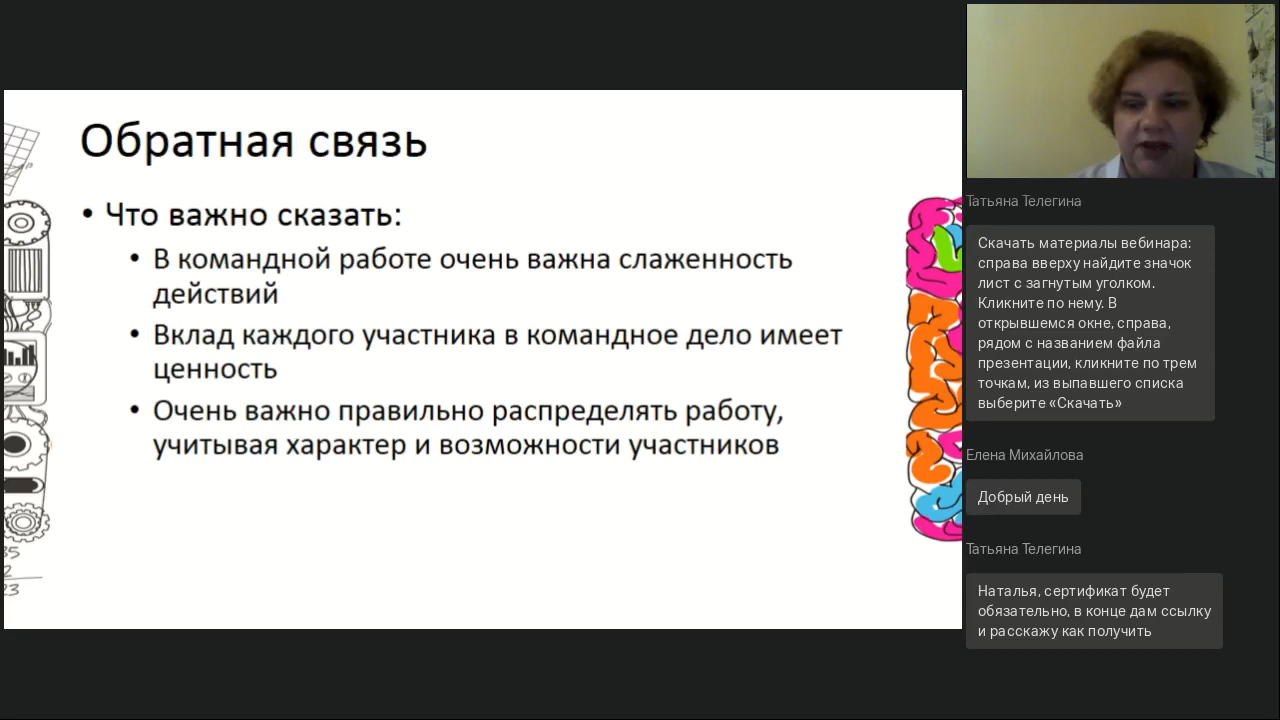 Обратная связь
• Что важно сказать:
• В командной работе очень важна слаженность
действий
• Вклад каждого участника в командное дело имеет
ценность
• Очень важно правильно распределять работу,
учитывая характер и возможности участников
Татьяна Телегина
Скачать материалы вебинара:
справа вверху найдите значок
лист с загнутым уголком.
Кликните по нему. В
открывшемся окне, справа,
рядом с названием файла
презентации, кликните по трем
точкам, из выпавшего списка
выберите «Скачать»
Елена Михайлова
Добрый день
Татьяна Телегина
Наталья, сертификат будет
обязательно, в конце дам ссылку
и расскажу как получить